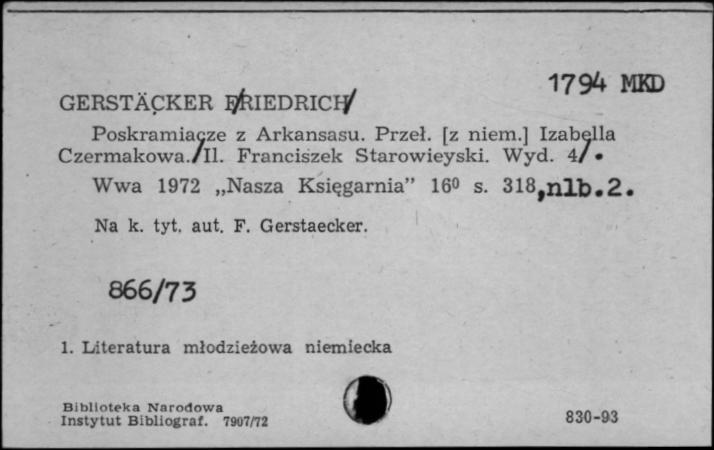 1794 MKD
GERSTÄCKER FRIEDRICH/
Poskramiacze z Arkansasu. Przeł. [z niem.] Izabella
Czermakowa./Il. Franciszek Starowieyski. Wyd. 4/.
Wwa 1972 „Nasza Księgarnia” 16⁰ s. 318,nlb.2.
Na k. tyt. aut. F. Gerstaecker.
866/73
1. Literatura młodzieżowa niemiecka
Biblioteka Narodowa
Instytut Bibliograf. 7907/72
830-93